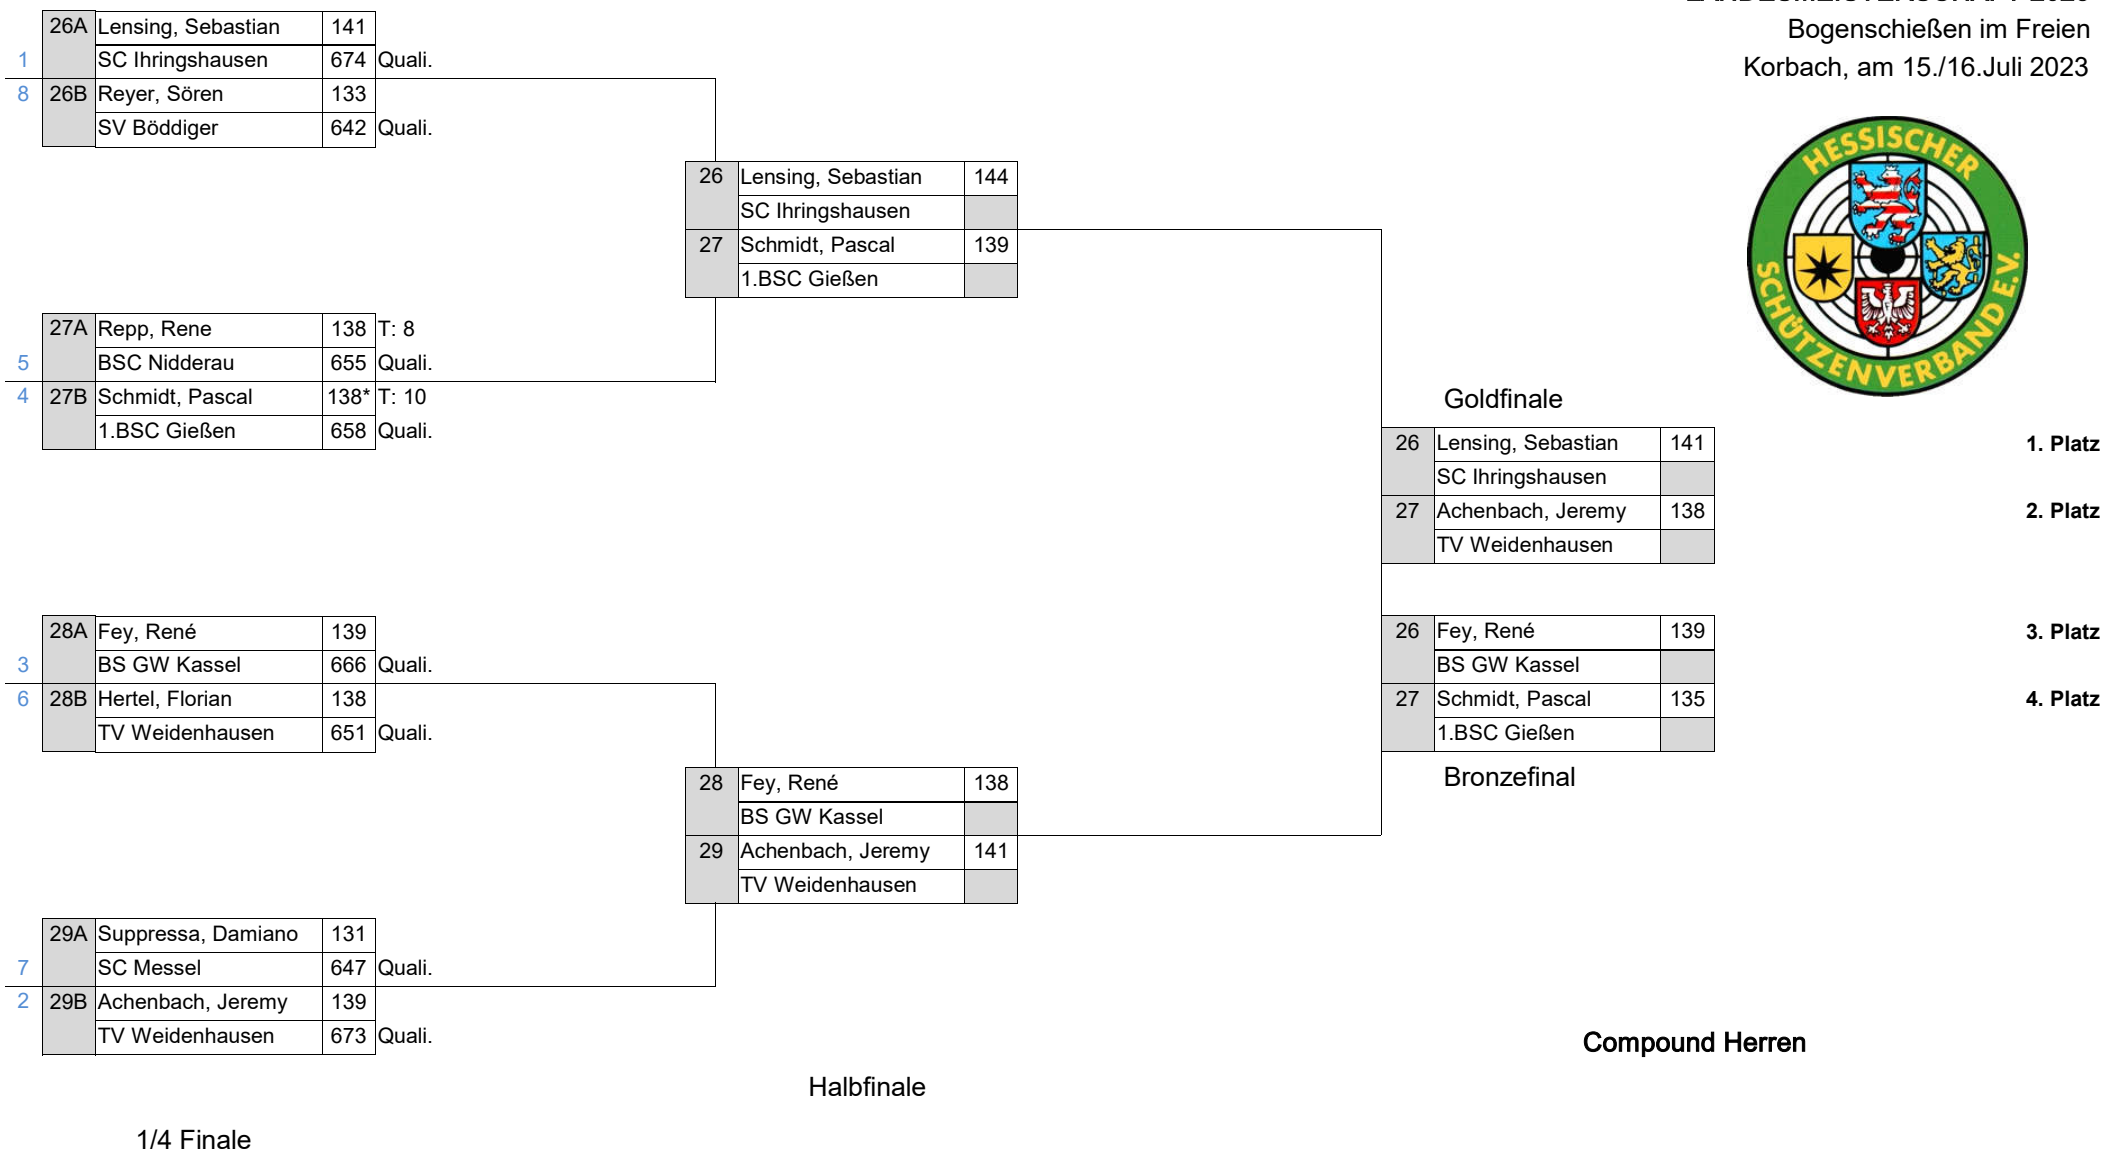 Bogenschießen im Freien
Korbach, am 15./16.Juli 2023
HESSISCHER
SCHÜTZENVERBAND E.V.
26A Lensing, Sebastian 141
1 SC Ihringshausen 674 Quali.
8 26B Reyer, Sören 133
SV Böddiger 642 Quali.
26 Lensing, Sebastian 144
SC Ihringshausen
27 Schmidt, Pascal 139
1.BSC Gießen
27A Repp, Rene 138 T: 8
5 BSC Nidderau 655 Quali.
4 27B Schmidt, Pascal 138* T: 10
1.BSC Gießen 658 Quali.
Goldfinale
26 Lensing, Sebastian 141 1. Platz
SC Ihringshausen
27 Achenbach, Jeremy 138 2. Platz
TV Weidenhausen
28A Fey, René 139
3 BS GW Kassel 666 Quali.
6 28B Hertel, Florian 138
TV Weidenhausen 651 Quali.
26 Fey, René 139 3. Platz
BS GW Kassel
27 Schmidt, Pascal 135 4. Platz
1.BSC Gießen
Bronzefinal
28 Fey, René 138
BS GW Kassel
29 Achenbach, Jeremy 141
TV Weidenhausen
29A Suppressa, Damiano 131
7 SC Messel 647 Quali.
2 29B Achenbach, Jeremy 139
TV Weidenhausen 673 Quali.
Compound Herren
Halbfinale
1/4 Finale